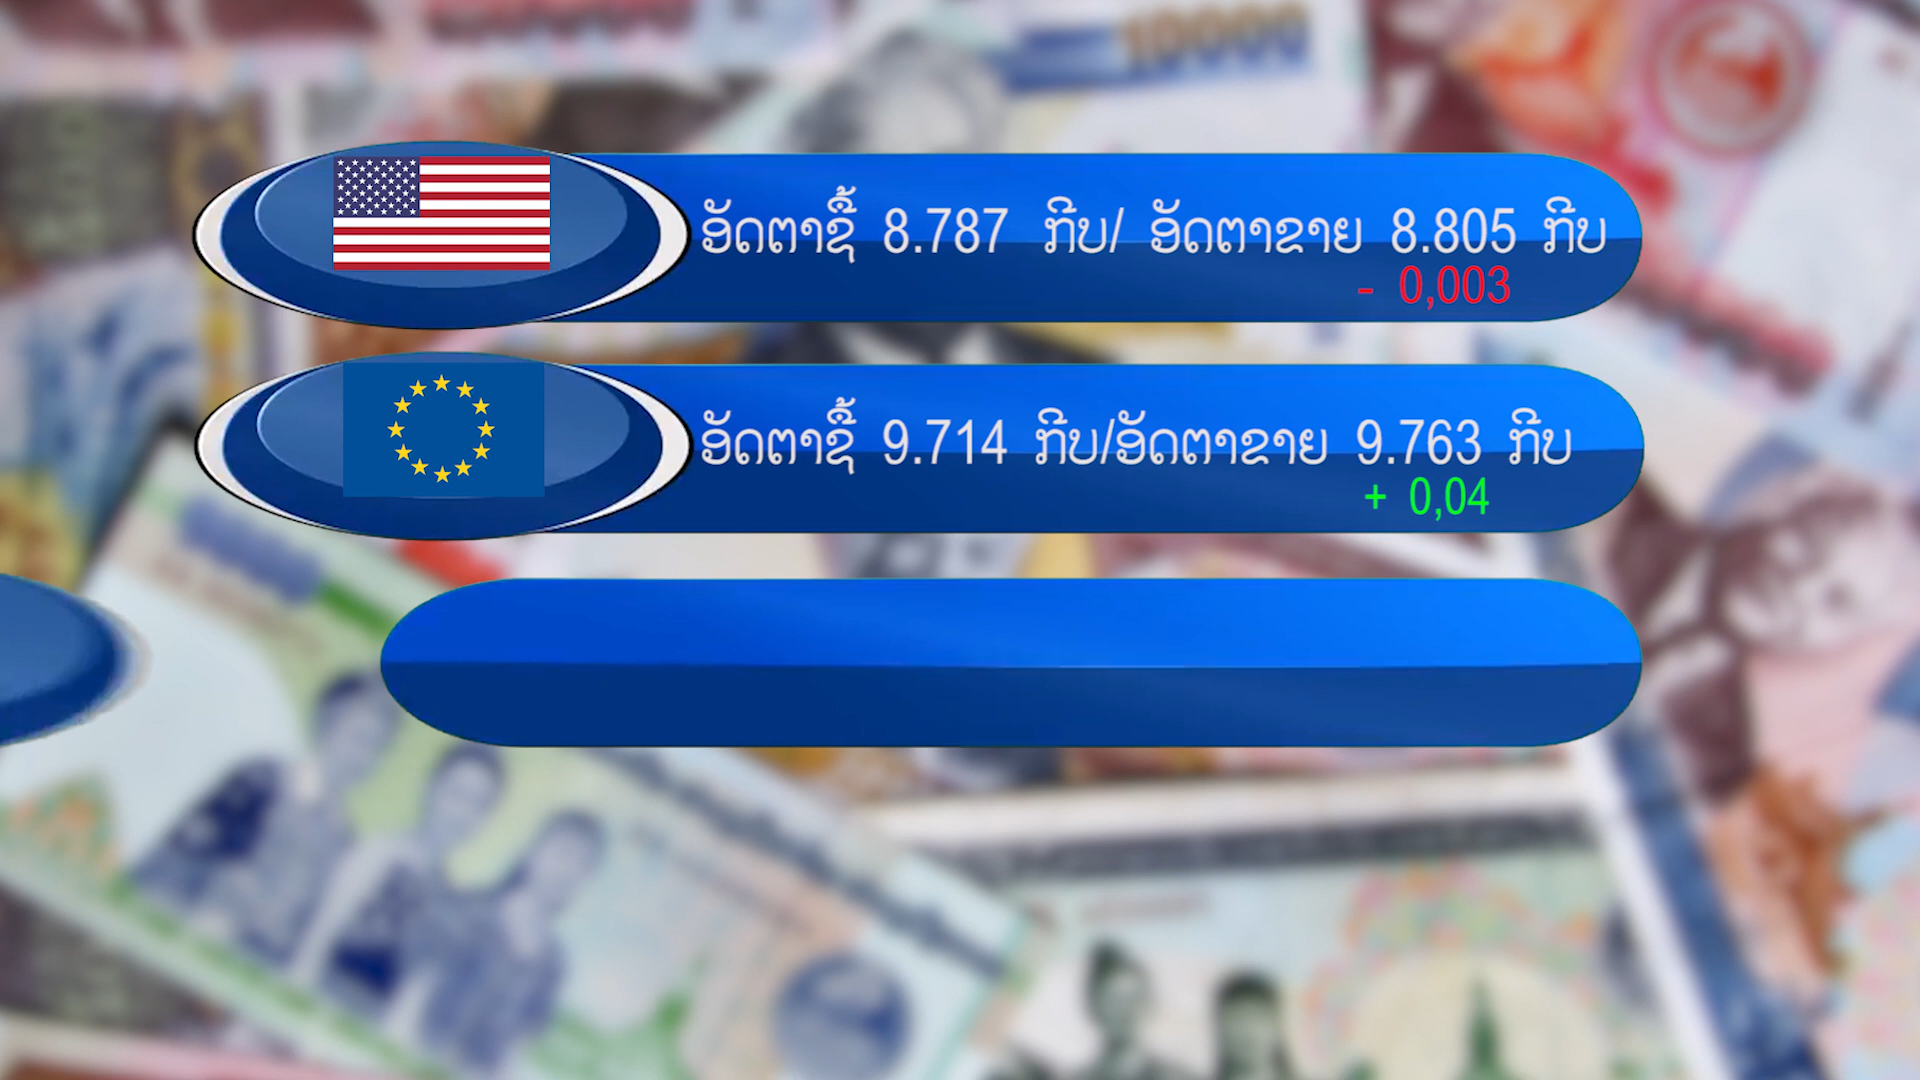 ອັດຕາຊື້ 8.787 ກີບ/ ອັດຕາຂາຍ 8.805 ກີບ
- 0,003
ອັດຕາຊື້ 9.714 ກີບ/ອັດຕາຂາຍ 9.763 ກີບ
+ 0,04